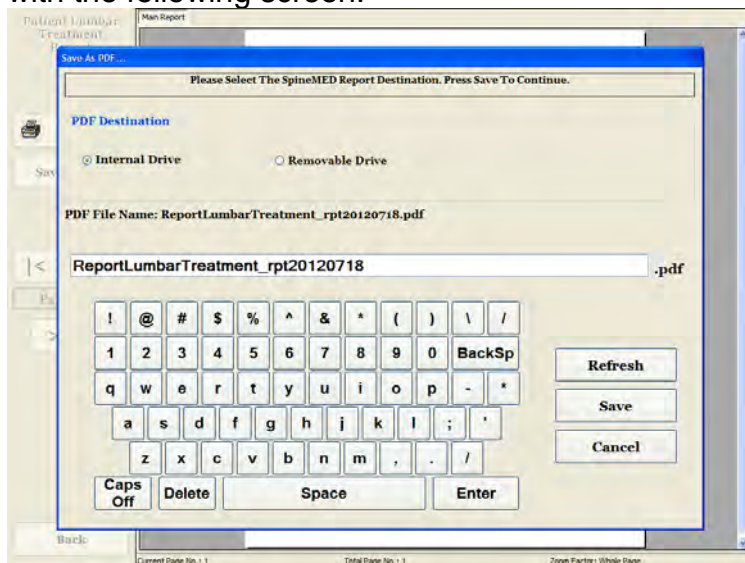 with the following screen.
Patient Lumbar
Treatment
Main Report
Save As PDF ...
Please Select The SpineMED Report Destination. Press Save To Continue.
PDF Destination
Internal Drive
Removable Drive
PDF File Name: ReportLumbarTreatment_rpt20120718.pdf
ReportLumbarTreatment_rpt20120718
.pdf
! @ # $ % ^ & * ( ) \ /
1 2 3 4 5 6 7 8 9 0 BackSp
q w e r t y u i o p - *
a s d f g h j k l ; '
z x c v b n m , . /
Caps Off Delete Space Enter
Refresh
Save
Cancel
|<
Back
Current Page No.: 1
Total Page No.: 1
Zoom Factor: Whole Page